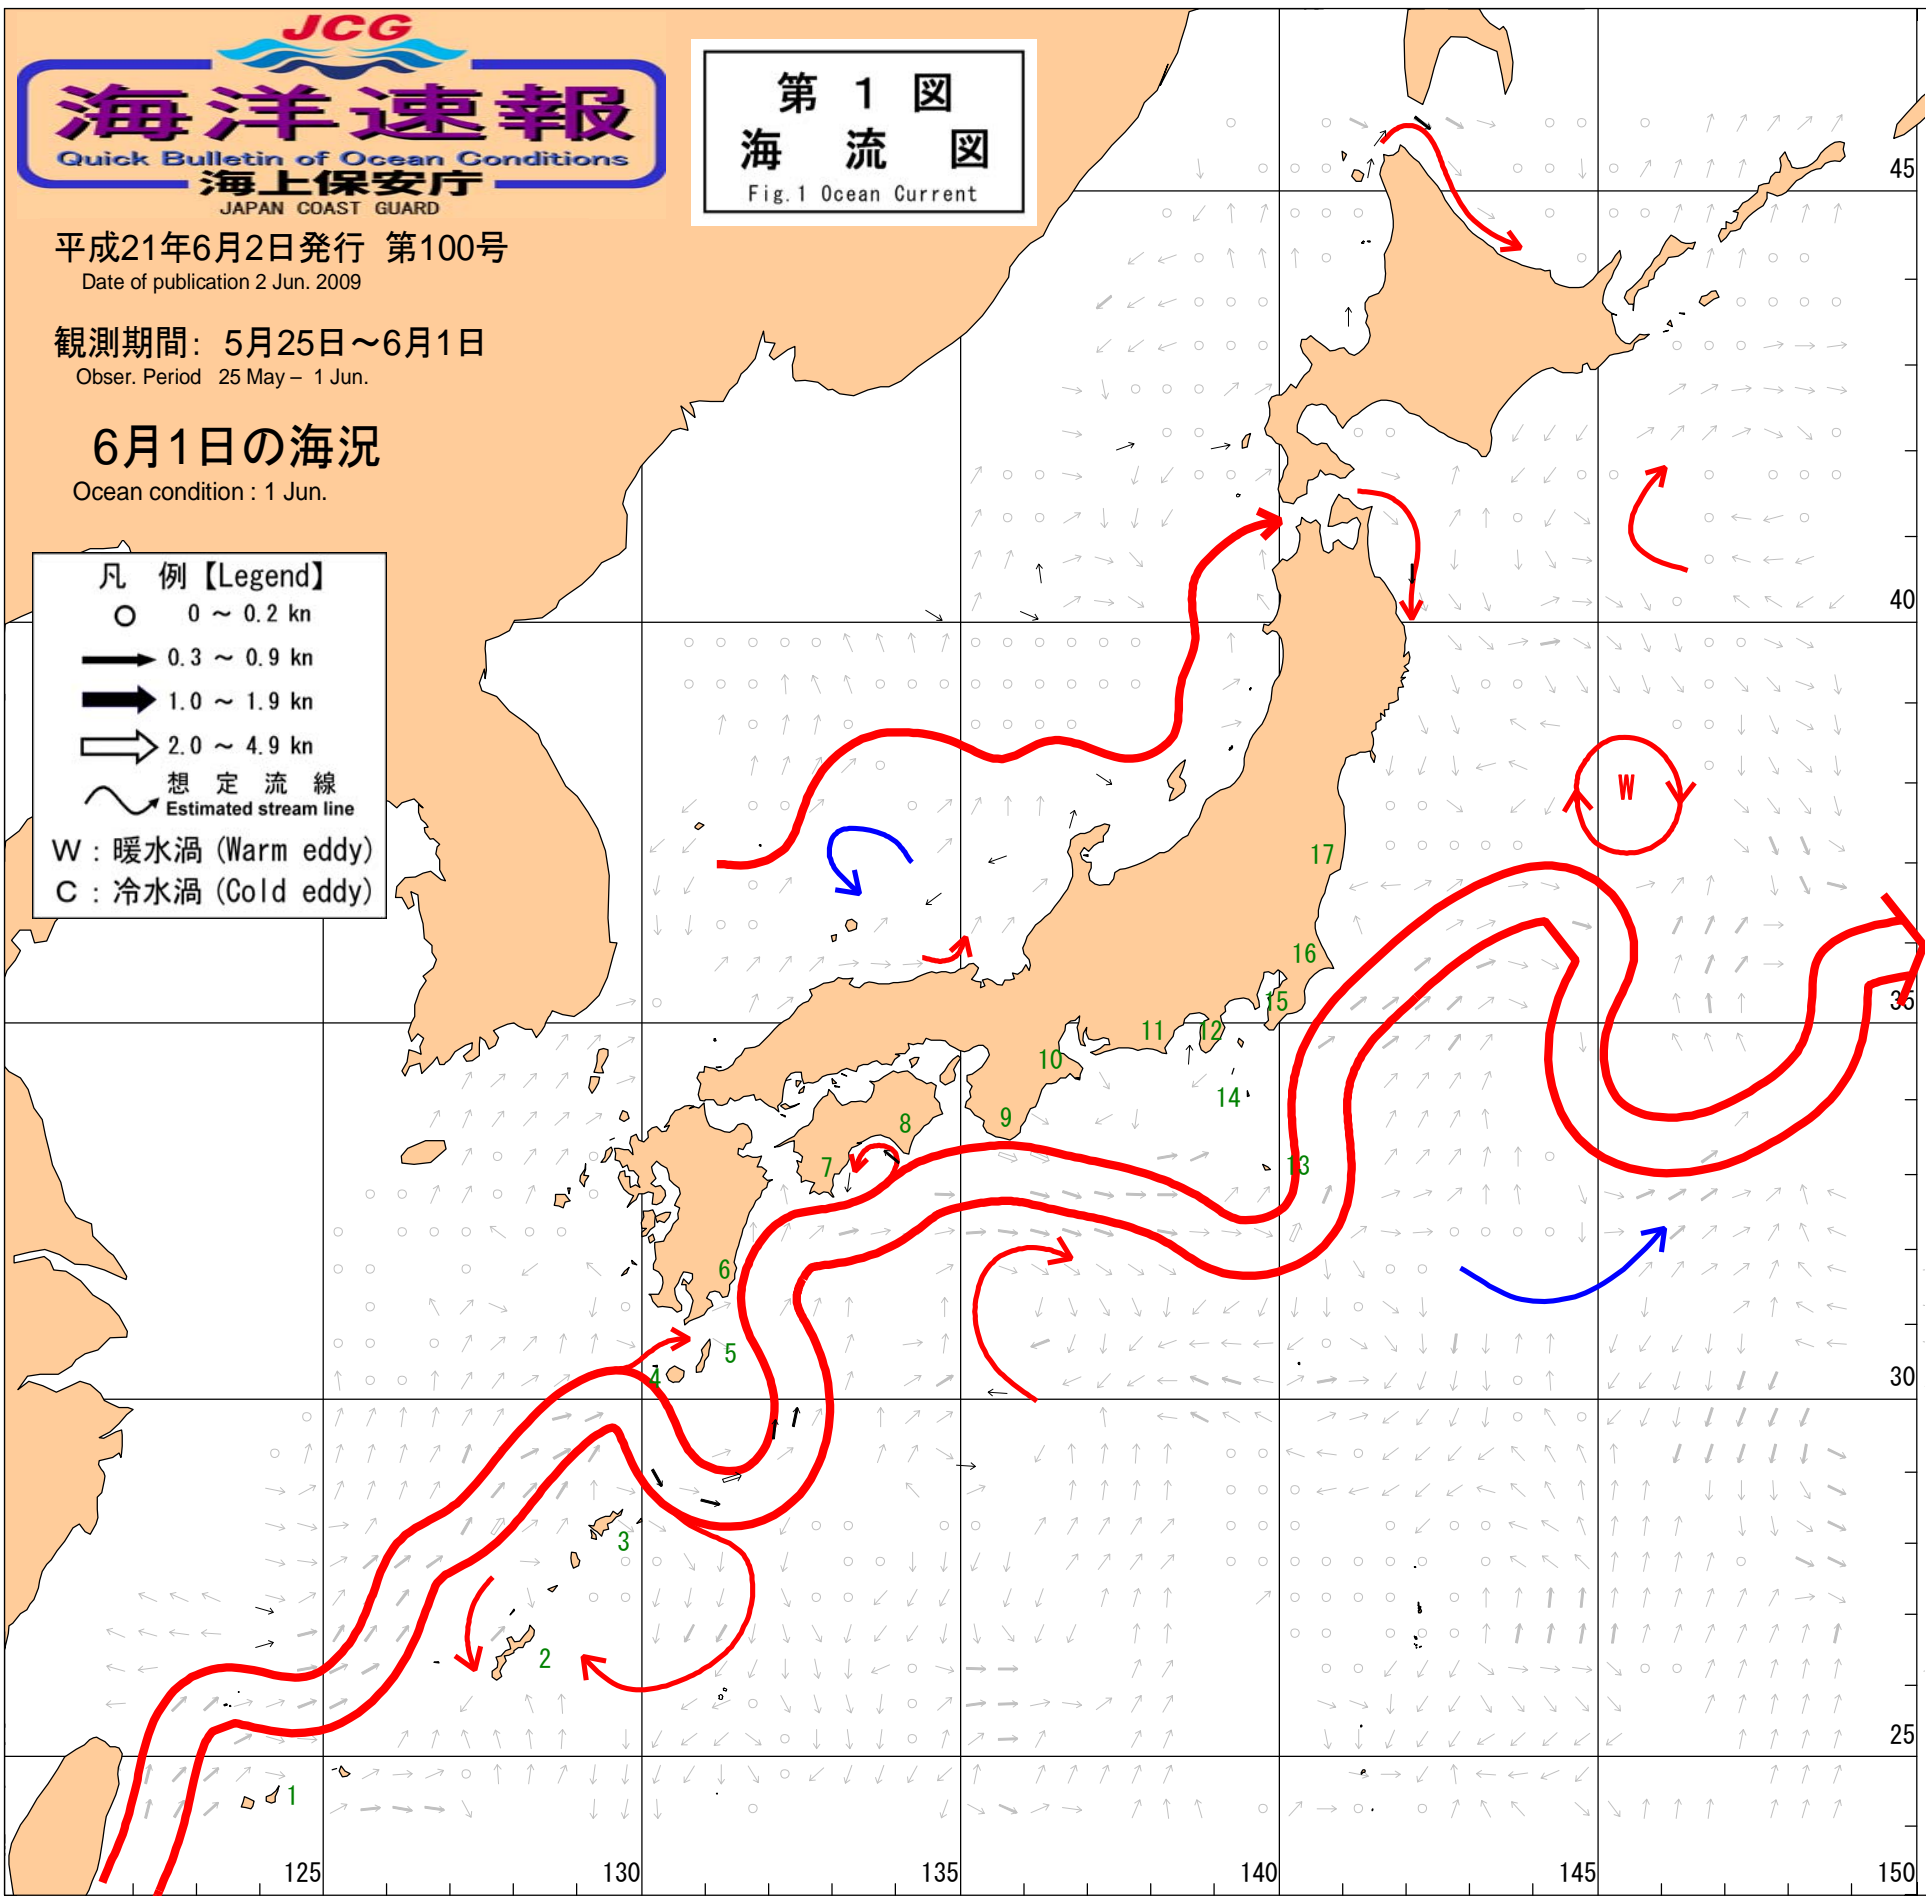 JCG
海洋速報
Quick Bulletin of Ocean Conditions
海上保安庁
JAPAN COAST GUARD
第 1 図
海 流 図
Fig.1 Ocean Current
平成21年6月2日発行 第100号
Date of publication 2 Jun. 2009
観測期間: 5月25日～6月1日
Obser. Period 25 May – 1 Jun.
6月1日の海況
Ocean condition : 1 Jun.
凡 例【Legend】
0 ～ 0.2 kn
0.3 ～ 0.9 kn
1.0 ～ 1.9 kn
2.0 ～ 4.9 kn
想 定 流 線
Estimated stream line
W : 暖水渦 (Warm eddy)
C : 冷水渦 (Cold eddy)
45
40
W
17
16
35
15
11
12
10
14
8
9
7
13
6
5
4
30
3
2
25
1
125
130
135
140
145
150